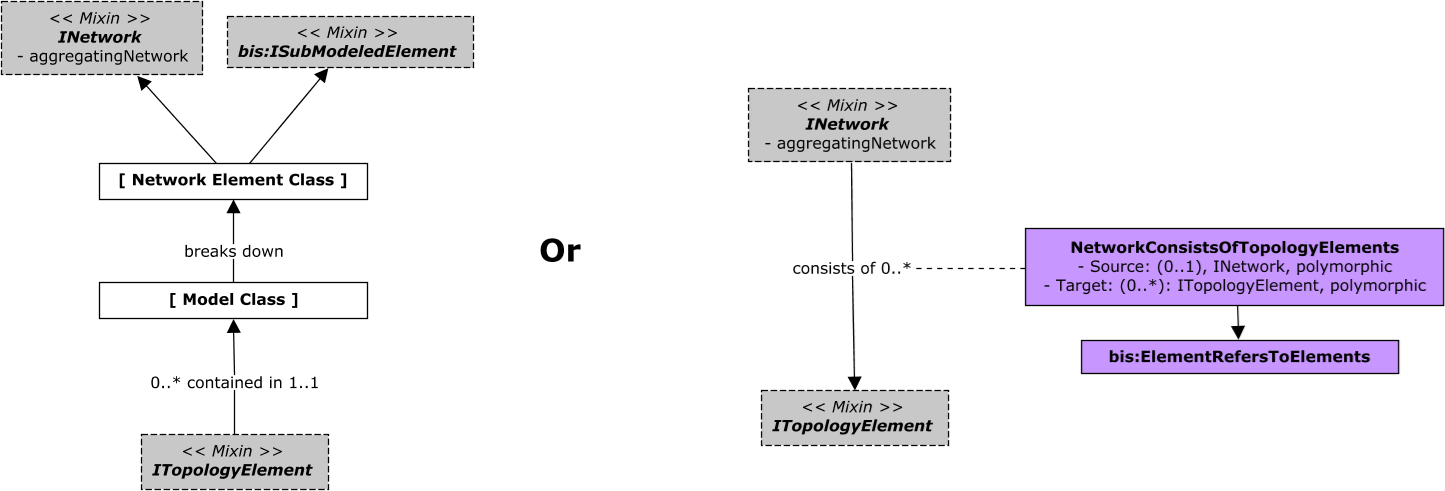 << Mixin >>
INetwork
- aggregatingNetwork
<< Mixin >>
bis:ISubModeledElement
[ Network Element Class ]
breaks down
[ Model Class ]
0..* contained in 1..1
<< Mixin >>
ITopologyElement
Or
<< Mixin >>
INetwork
- aggregatingNetwork
consists of 0..*
<< Mixin >>
ITopologyElement
NetworkConsistsOfTopologyElements
- Source: (0..1), INetwork, polymorphic
- Target: (0..*): ITopologyElement, polymorphic
bis:ElementRefersToElements